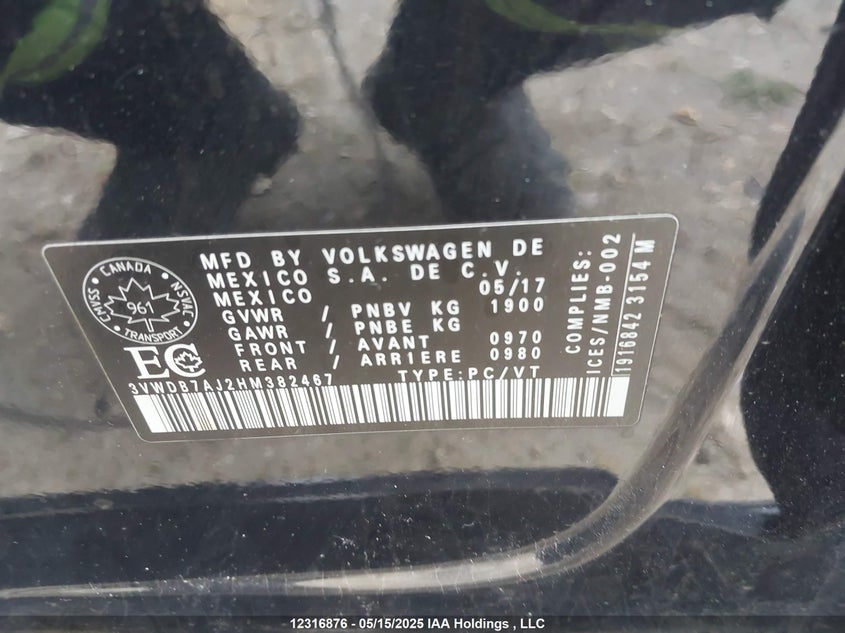 CANADA
CMVSS
961
NSVAC
TRANSPORT
EC
MFD BY VOLKSWAGEN DE
MEXICO S.A. DE C.V.
MEXICO 05/17
GVWR / PNBV KG 1900
GAWR / PNBE KG
FRONT / AVANT 0970
REAR / ARRIERE 0980
3VWDB7AJ2HM382467 TYPE:PC/VT
COMPLIES:
ICES/NMB-002
1916842 3154 M
12316876 - 05/15/2025 IAA Holdings , LLC